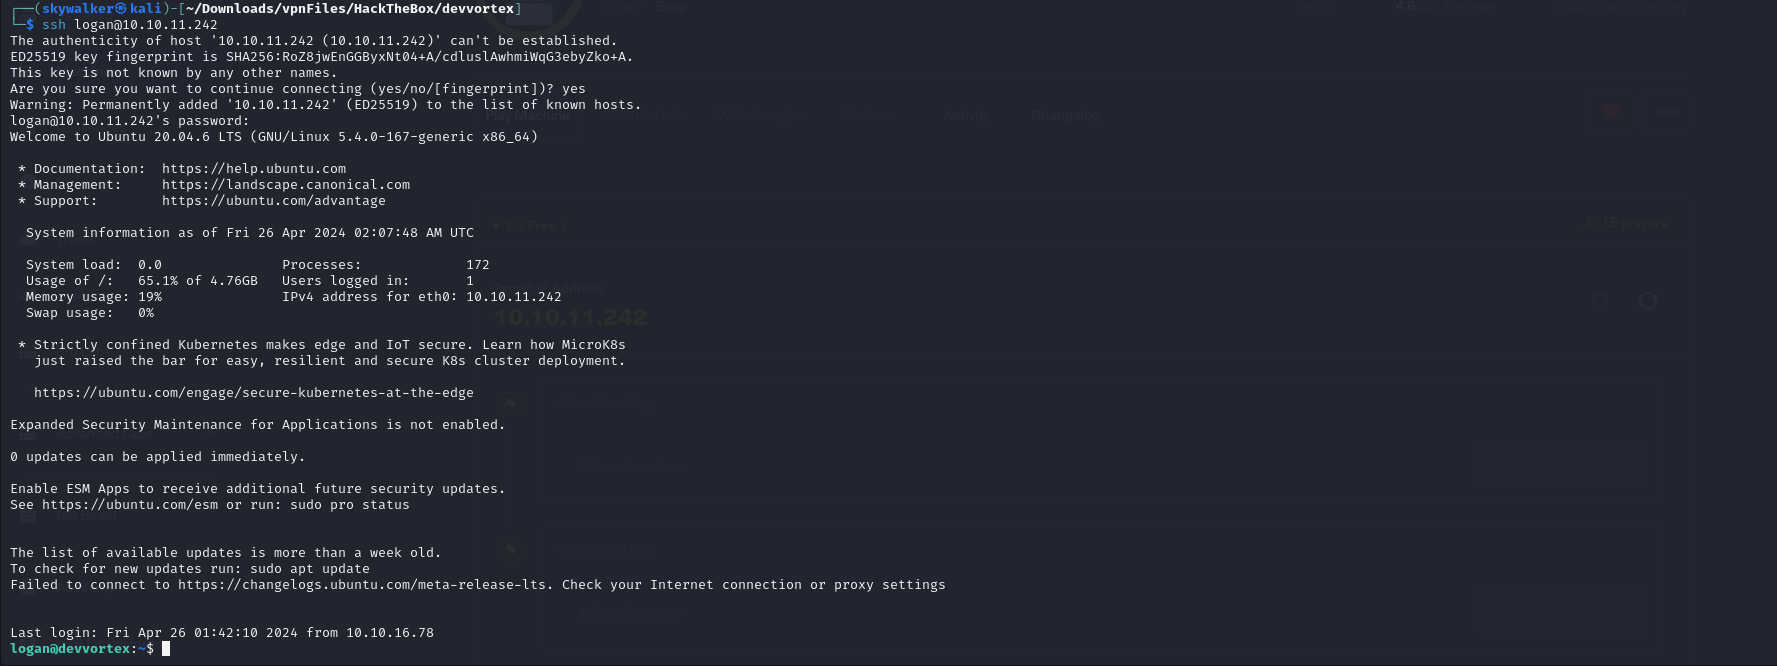 ┌──(skywalker㉿kali)-[~/Downloads/vpnFiles/HackTheBox/devvortex]
└─$ ssh logan@10.10.11.242
The authenticity of host '10.10.11.242 (10.10.11.242)' can't be established.
ED25519 key fingerprint is SHA256:RoZ8jwEnGGByxNt04+A/cdluslAwhmiWqG3ebyZko+A.
This key is not known by any other names.
Are you sure you want to continue connecting (yes/no/[fingerprint])? yes
Warning: Permanently added '10.10.11.242' (ED25519) to the list of known hosts.
logan@10.10.11.242's password:
Play Machine
Activity
Changelog
Welcome to Ubuntu 20.04.6 LTS (GNU/Linux 5.4.0-167-generic x86_64)
* Documentation:  https://help.ubuntu.com
* Management:     https://landscape.canonical.com
* Support:        https://ubuntu.com/advantage
EU Free 1
15 players
System information as of Fri 26 Apr 2024 02:07:48 AM UTC
System load:  0.0               Processes:             172
Usage of /:   65.1% of 4.76GB   Users logged in:       1
Memory usage: 19%               IPv4 address for eth0: 10.10.11.242
Swap usage:   0%
10.10.11.242
* Strictly confined Kubernetes makes edge and IoT secure. Learn how MicroK8s
just raised the bar for easy, resilient and secure K8s cluster deployment.
https://ubuntu.com/engage/secure-kubernetes-at-the-edge
Expanded Security Maintenance for Applications is not enabled.
0 updates can be applied immediately.
Enable ESM Apps to receive additional future security updates.
See https://ubuntu.com/esm or run: sudo pro status
The list of available updates is more than a week old.
To check for new updates run: sudo apt update
Failed to connect to https://changelogs.ubuntu.com/meta-release-lts. Check your Internet connection or proxy settings
Last login: Fri Apr 26 01:42:10 2024 from 10.10.16.78
logan@devvortex:~$